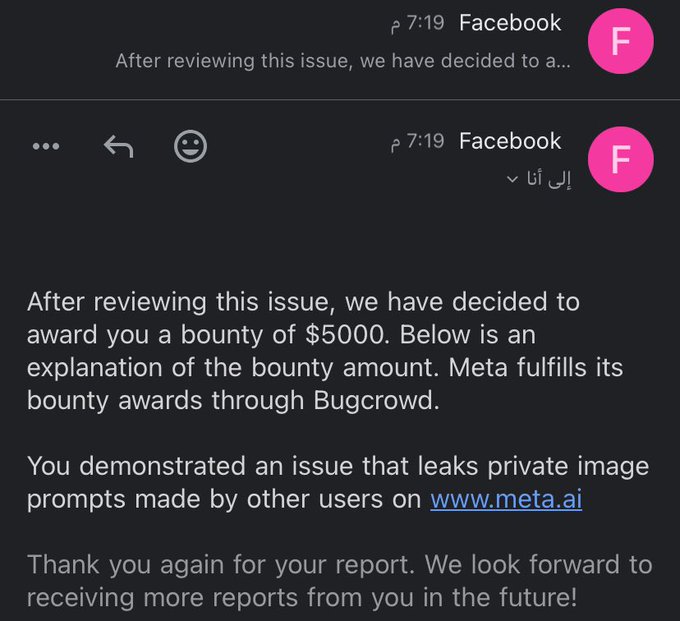 م 7:19 Facebook
F
After reviewing this issue, we have decided to a...
م 7:19 Facebook
F
إلى أنا
After reviewing this issue, we have decided to
award you a bounty of $5000. Below is an
explanation of the bounty amount. Meta fulfills its
bounty awards through Bugcrowd.
You demonstrated an issue that leaks private image
prompts made by other users on www.meta.ai
Thank you again for your report. We look forward to
receiving more reports from you in the future!